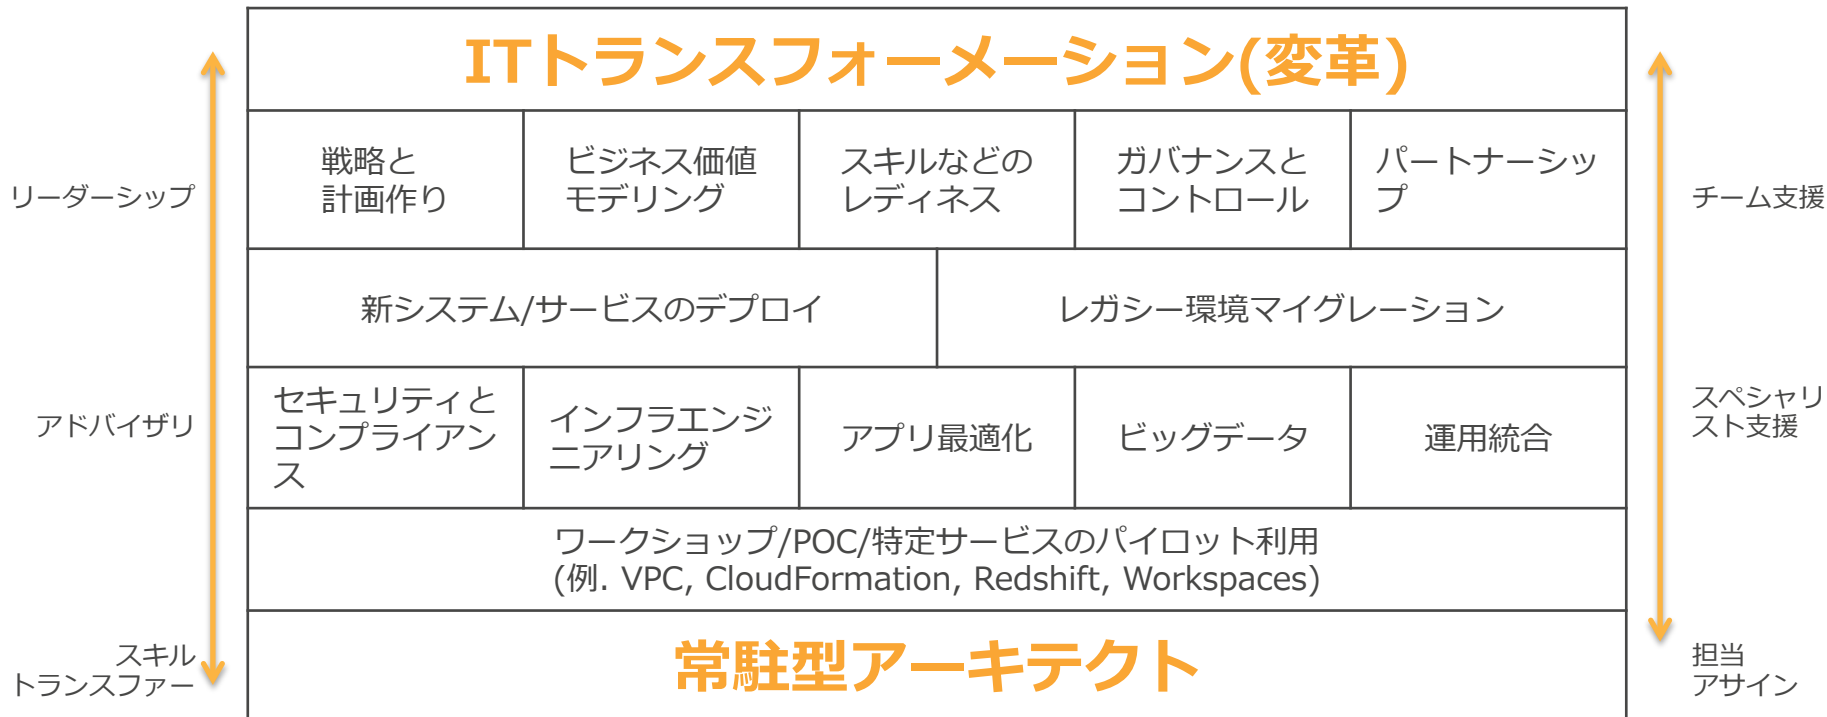 ITトランスフォーメーション(変革)
リーダーシップ
戦略と
計画作り
ビジネス価値
モデリング
スキルなどの
レディネス
ガバナンスと
コントロール
パートナーシッ
プ
チーム支援
新システム/サービスのデプロイ
レガシー環境マイグレーション
アドバイザリ
セキュリティと
コンプライアン
ス
インフラエンジ
ニアリング
アプリ最適化
ビッグデータ
運用統合
スペシャリ
スト支援
ワークショップ/POC/特定サービスのパイロット利用
(例. VPC, CloudFormation, Redshift, Workspaces)
スキル
トランスファー
常駐型アーキテクト
担当
アサイン